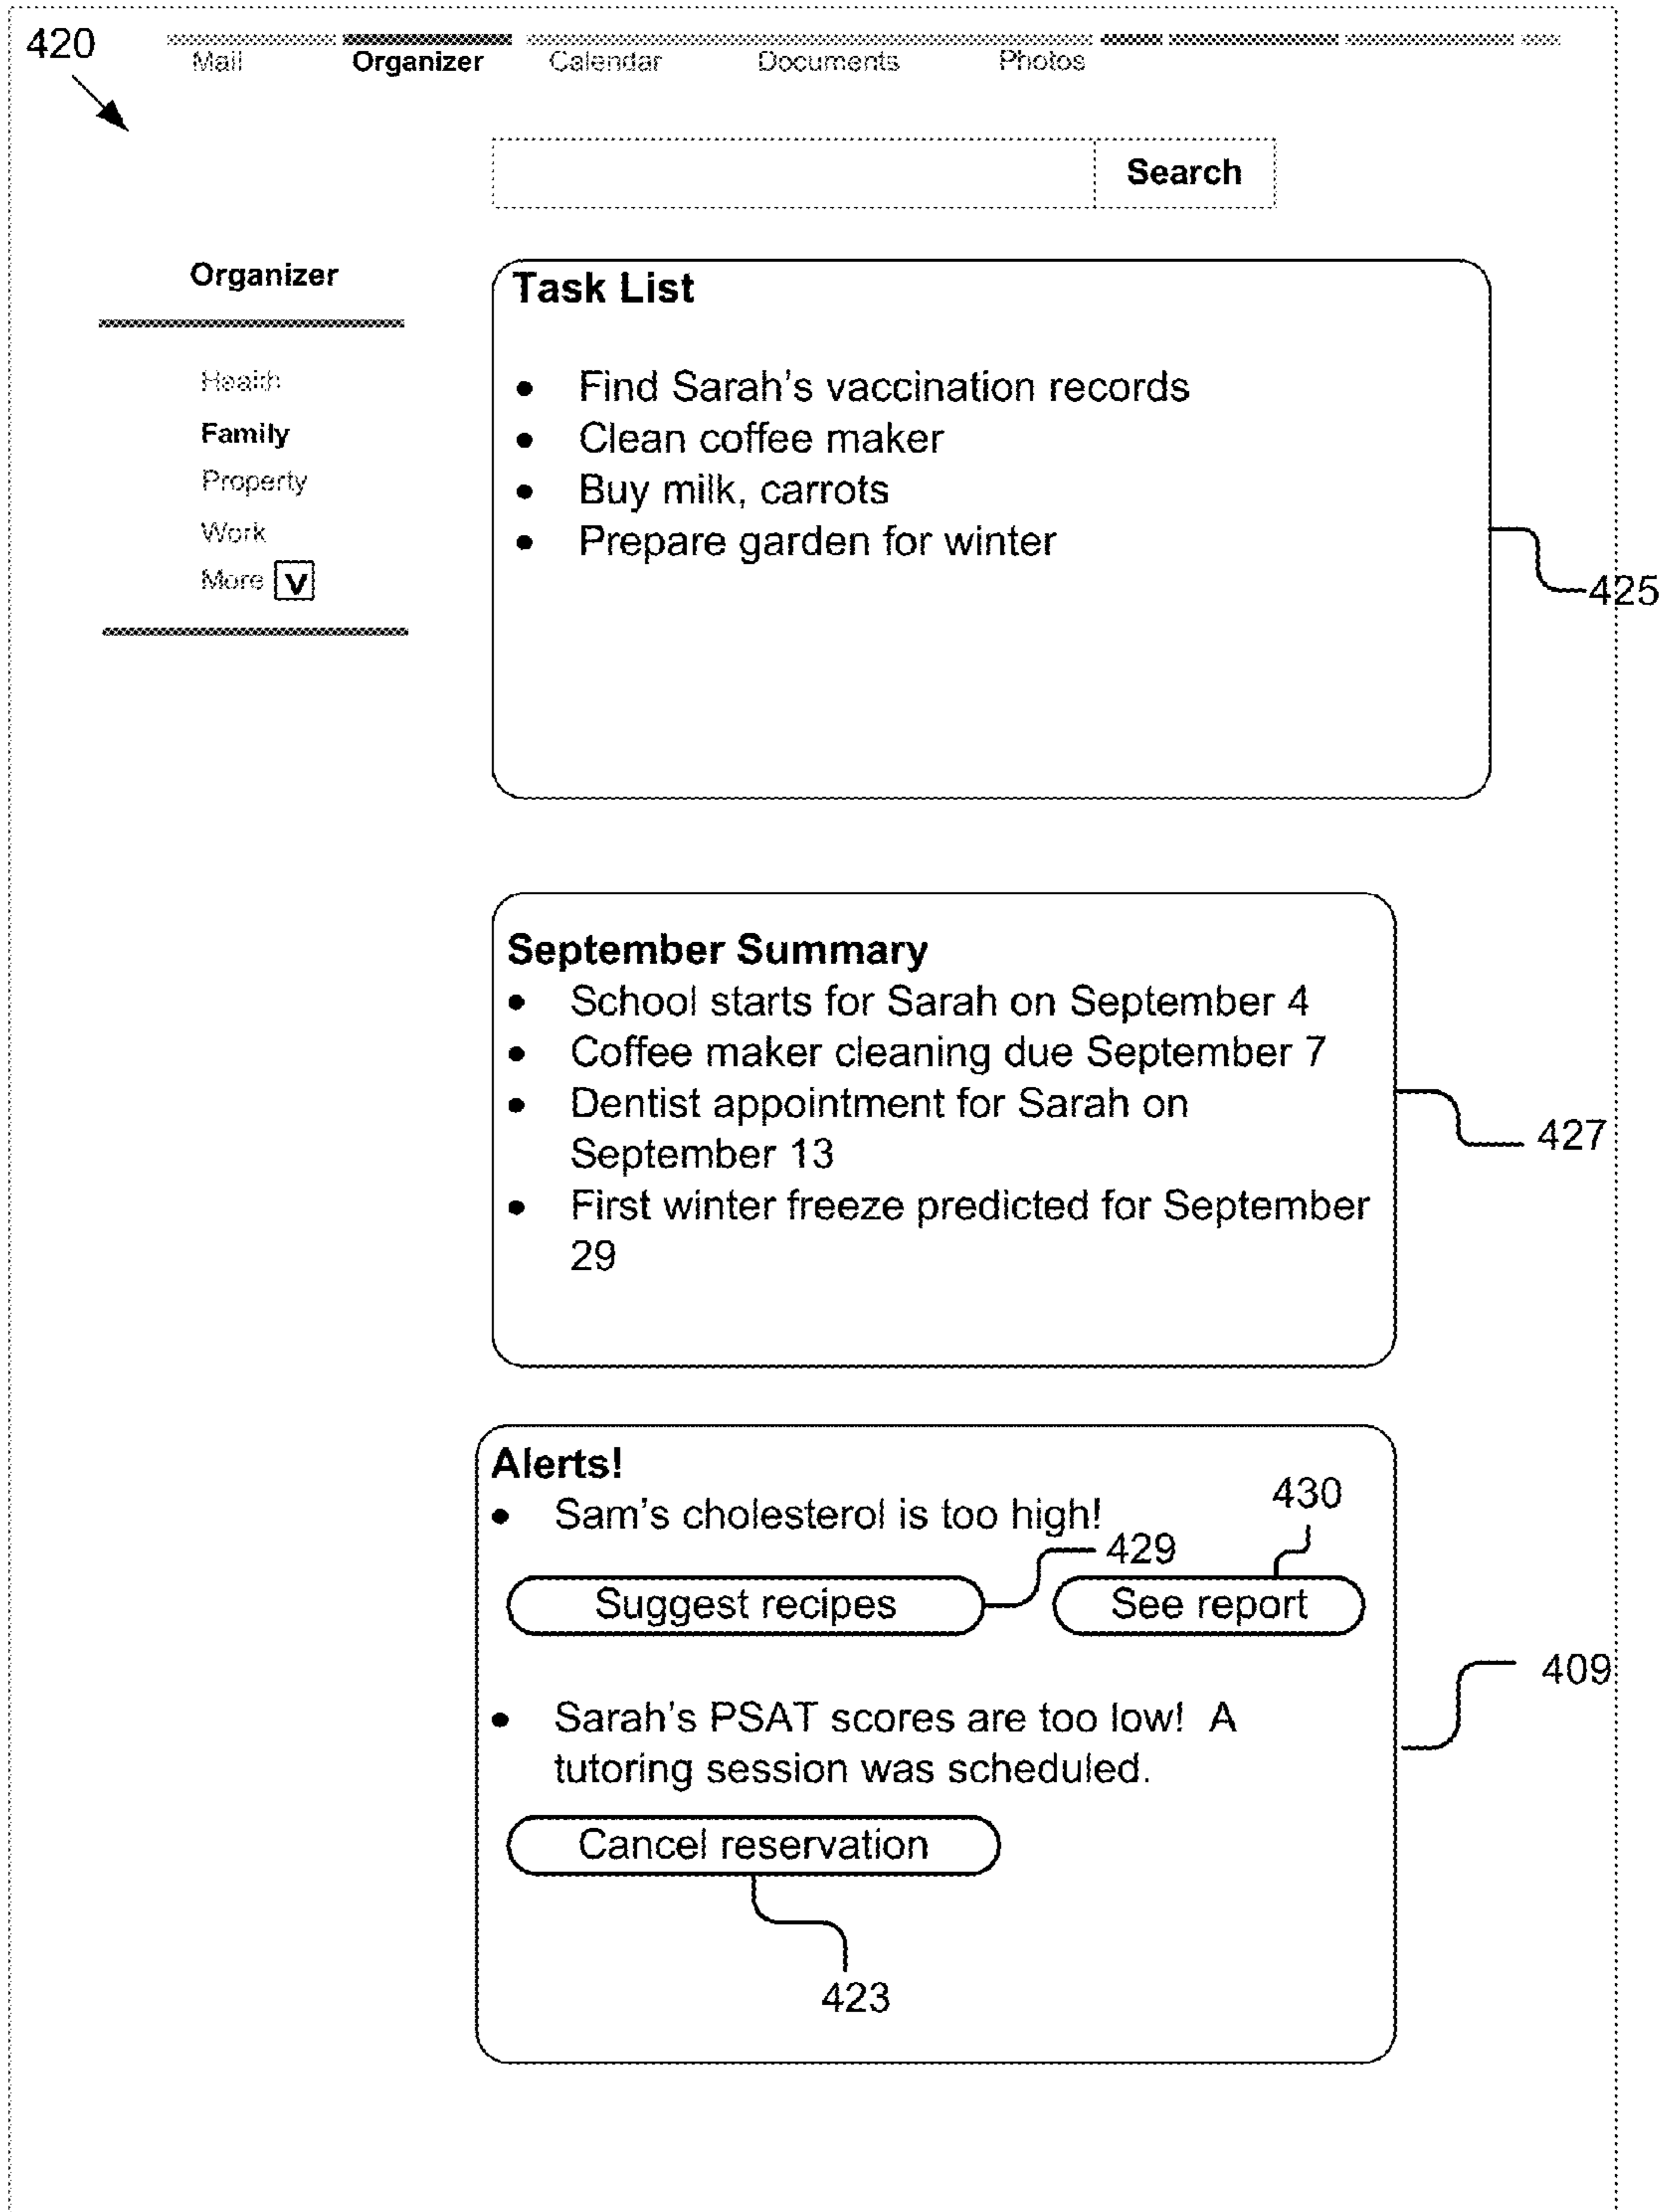 420
Mail Organizer Calendar Documents Photos
Search
Organizer
Health
Family
Property
Work
More V
Task List
• Find Sarah's vaccination records
• Clean coffee maker
• Buy milk, carrots
• Prepare garden for winter
425
September Summary
• School starts for Sarah on September 4
• Coffee maker cleaning due September 7
• Dentist appointment for Sarah on
September 13
• First winter freeze predicted for September
29
427
Alerts!
• Sam's cholesterol is too high!
430
429
Suggest recipes See report
409
• Sarah's PSAT scores are too low! A
tutoring session was scheduled.
Cancel reservation
423